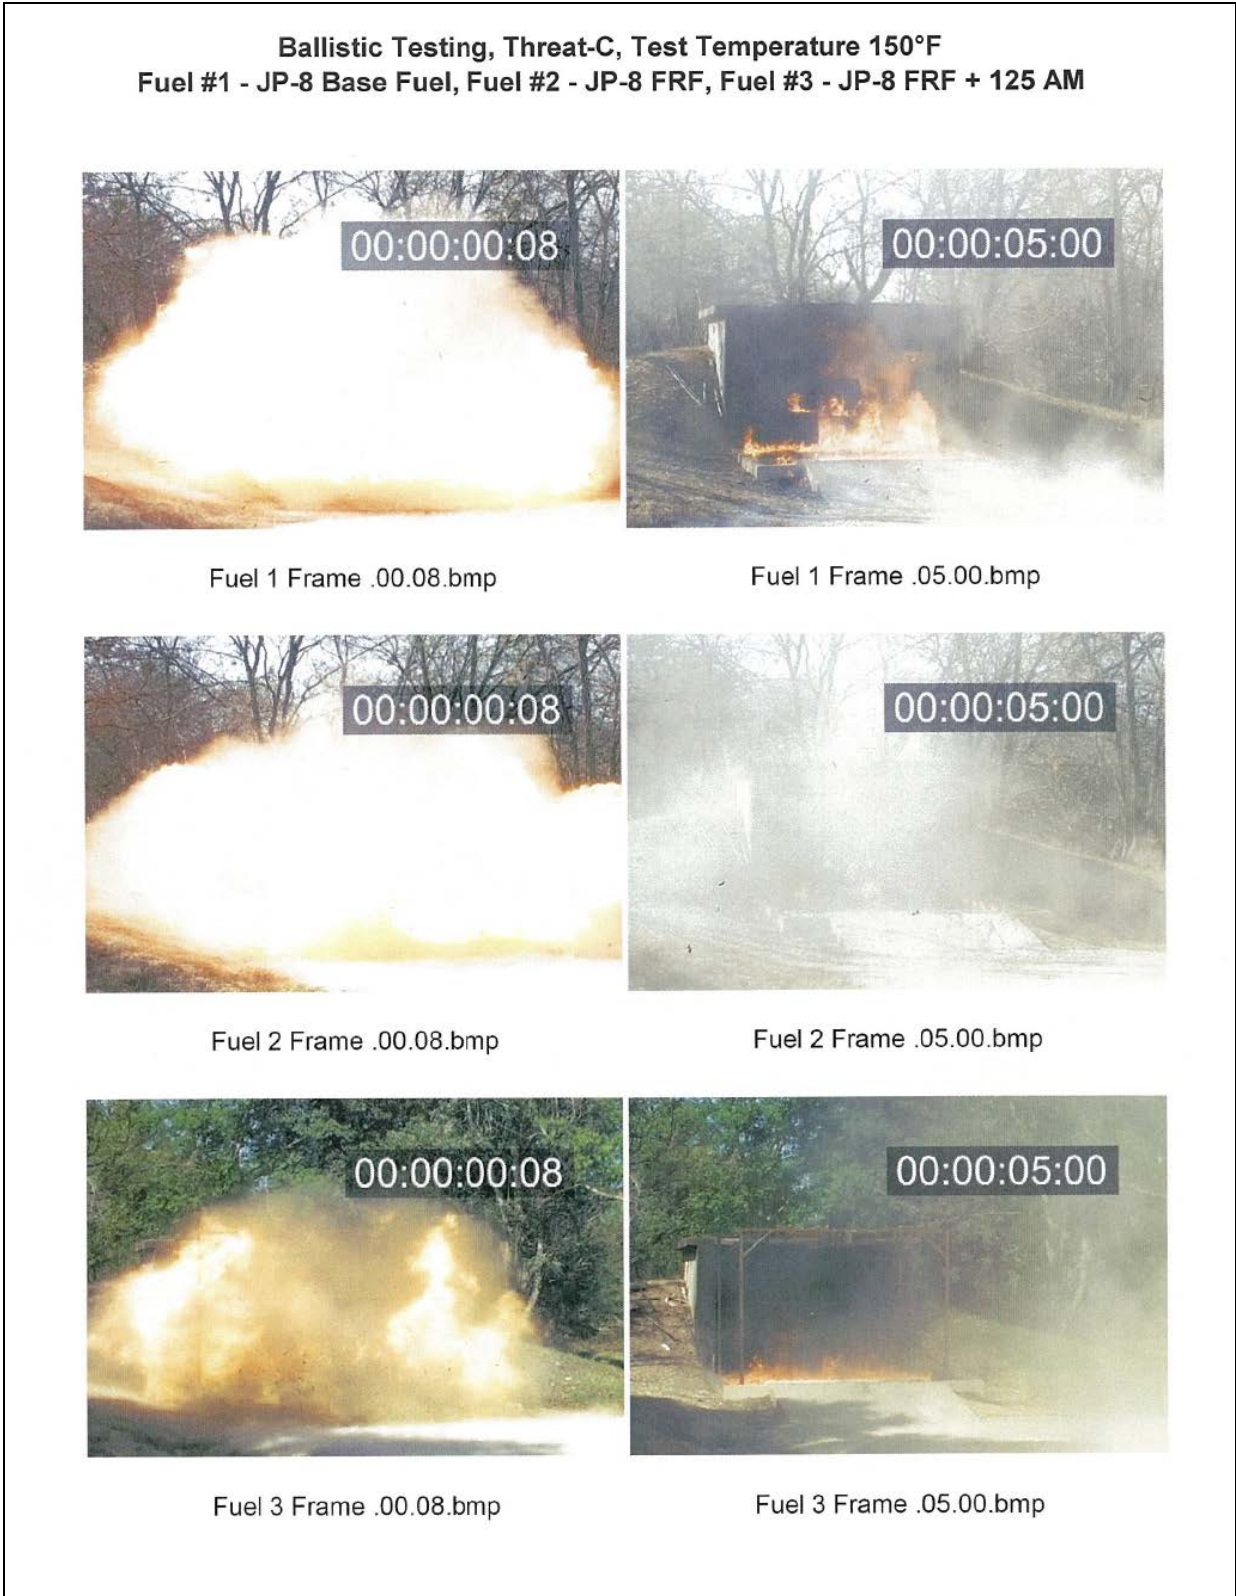 Ballistic Testing, Threat-C, Test Temperature 150°F
Fuel #1 - JP-8 Base Fuel, Fuel #2 - JP-8 FRF, Fuel #3 - JP-8 FRF + 125 AM
00:00:00:08
00:00:05:00
Fuel 1 Frame .00.08.bmp
Fuel 1 Frame .05.00.bmp
00:00:00:08
00:00:05:00
Fuel 2 Frame .00.08.bmp
Fuel 2 Frame .05.00.bmp
00:00:00:08
00:00:05:00
Fuel 3 Frame .00.08.bmp
Fuel 3 Frame .05.00.bmp